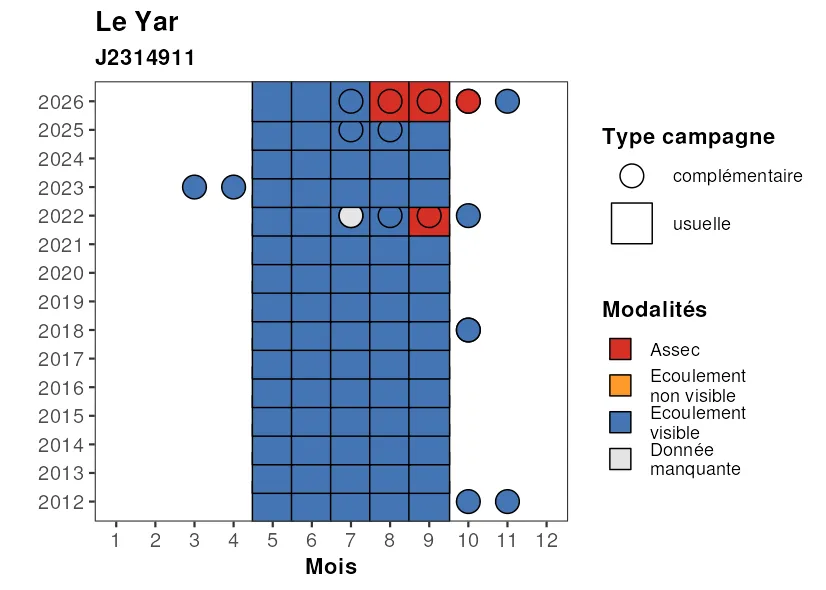 Le Yar
J2314911
2026
2025
2024
2023
2022
2021
2020
2019
2018
2017
2016
2015
2014
2013
2012
1 2 3 4 5 6 7 8 9 10 11 12
Mois
Type campagne
complémentaire
usuelle
Modalités
Assec
Ecoulement
non visible
Ecoulement
visible
Donnée
manquante